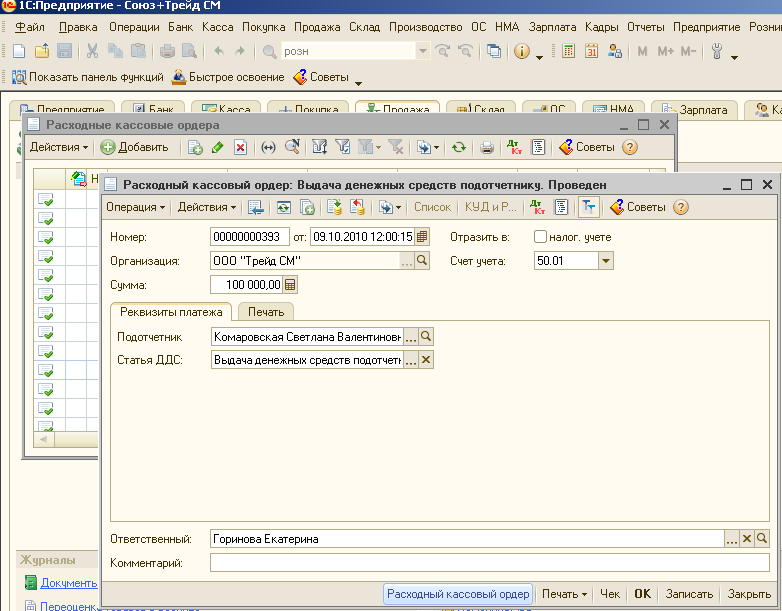 1С:Предприятие - Союз+Трейд СМ
Файл Правка Операции Банк Касса Покупка Продажа Склад Производство ОС НМА Зарплата Кадры Отчеты Предприятие
розн
M M+ M-
Показать панель функций Быстрое освоение Советы
Предприятие Банк Касса Покупка Продажа Склад ОС НМА Зарплата
Расходные кассовые ордера
Действия Добавить Дт Кт Советы
Расходный кассовый ордер: Выдача денежных средств подотчетнику. Проведен
Операция Действия Список КУД и Р... Дт Кт Советы
Номер: 00000000393 от: 09.10.2010 12:00:15 Отразить в: налог. учете
Организация: ООО "Трейд СМ" Счет учета: 50.01
Сумма: 100 000,00
Реквизиты платежа Печать
Подотчетник Комаровская Светлана Валентиновн
Статья ДДС: Выдача денежных средств подотчетн
Ответственный: Горинова Екатерина
Журналы
Комментарий:
Документы
Расходный кассовый ордер Печать Чек OK Записать Закрыть